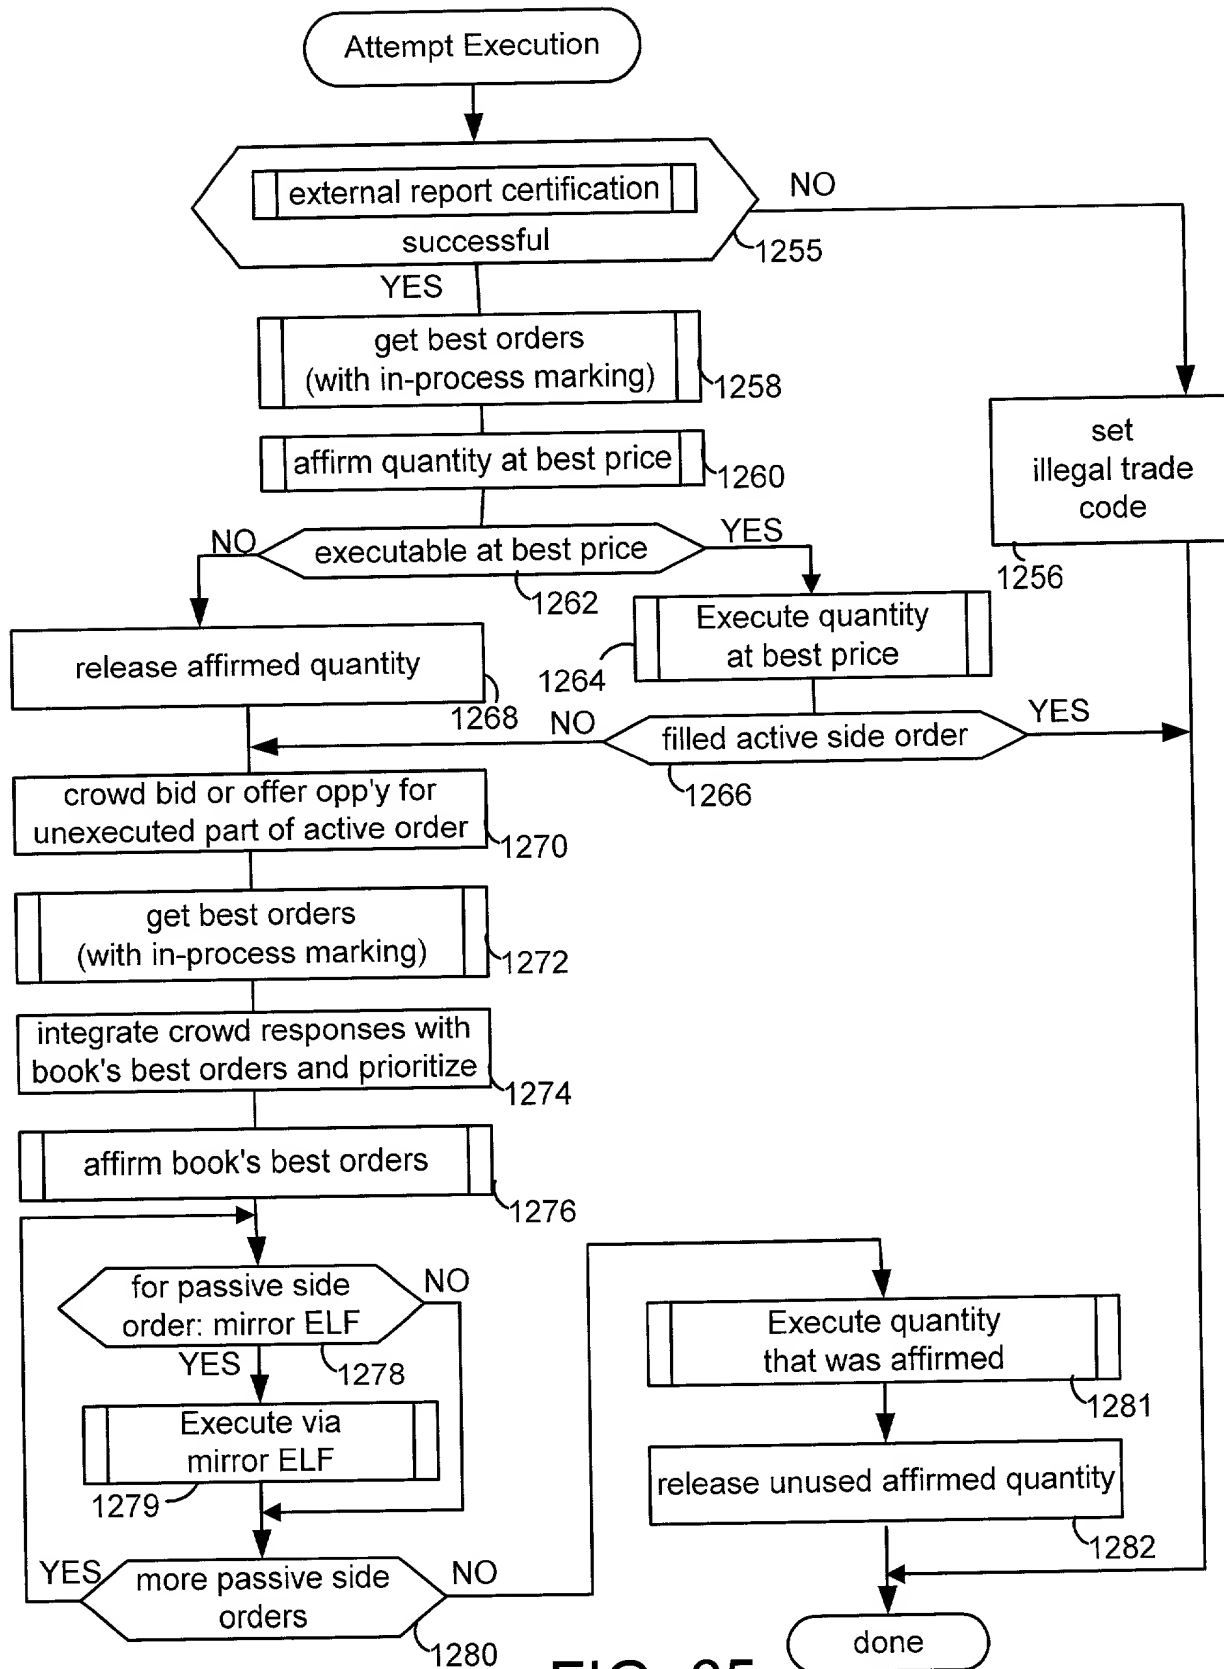 Attempt Execution
external report certification
successful
NO
1255
YES
get best orders
(with in-process marking)
1258
set
illegal trade
code
1256
affirm quantity at best price
1260
NO
executable at best price
YES
1262
Execute quantity
at best price
1264
release affirmed quantity
1268
NO
filled active side order
YES
1266
crowd bid or offer opp'y for
unexecuted part of active order
1270
get best orders
(with in-process marking)
1272
integrate crowd responses with
book's best orders and prioritize
1274
affirm book's best orders
1276
for passive side
order: mirror ELF
NO
YES
1278
Execute via
mirror ELF
1279
YES
more passive side
orders
NO
1280
Execute quantity
that was affirmed
1281
release unused affirmed quantity
1282
done